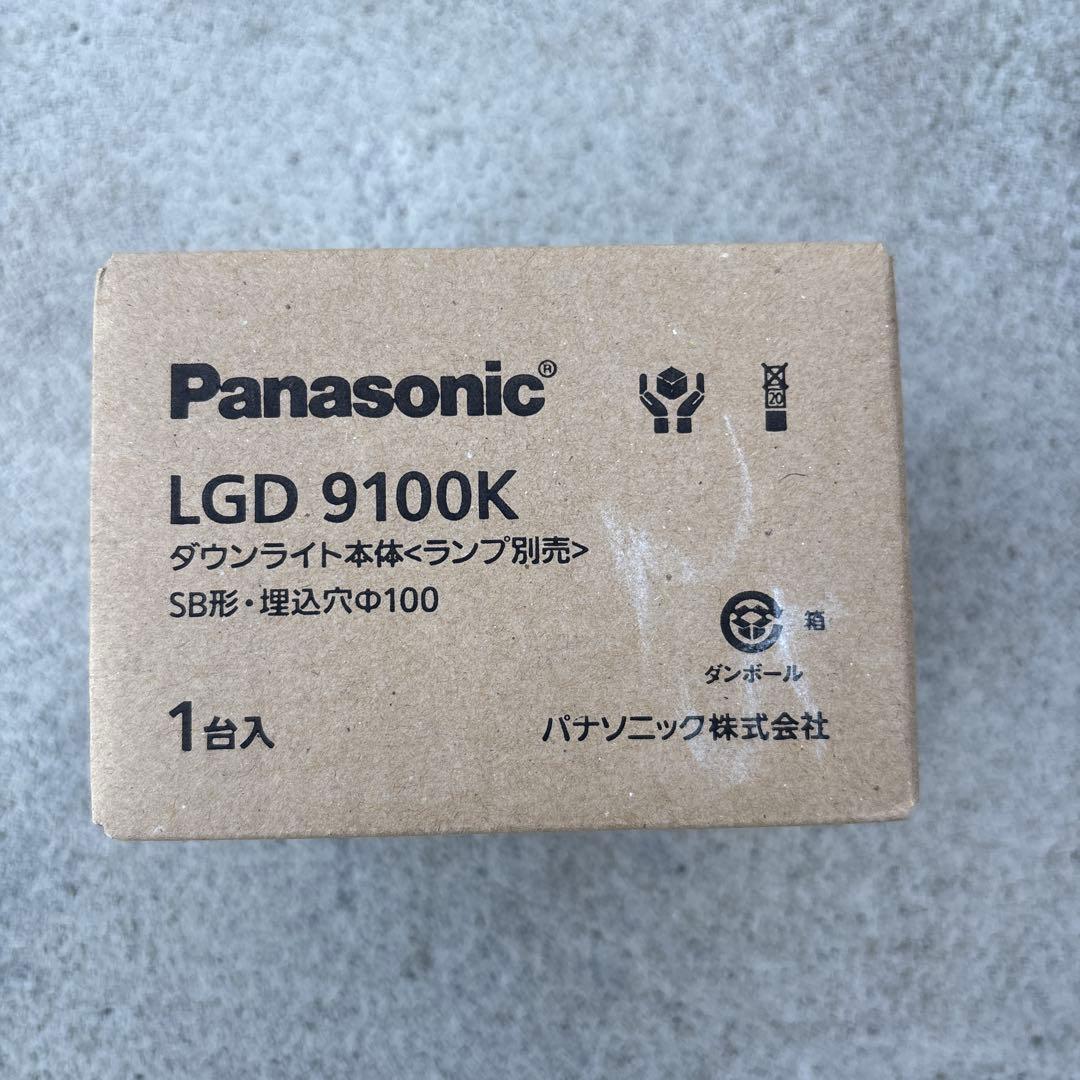 Panasonic®
20
LGD 9100K
ダウンライト本体<ランプ別売>
SB形・埋込穴Φ100
箱
ダンボール
1台入
パナソニック株式会社